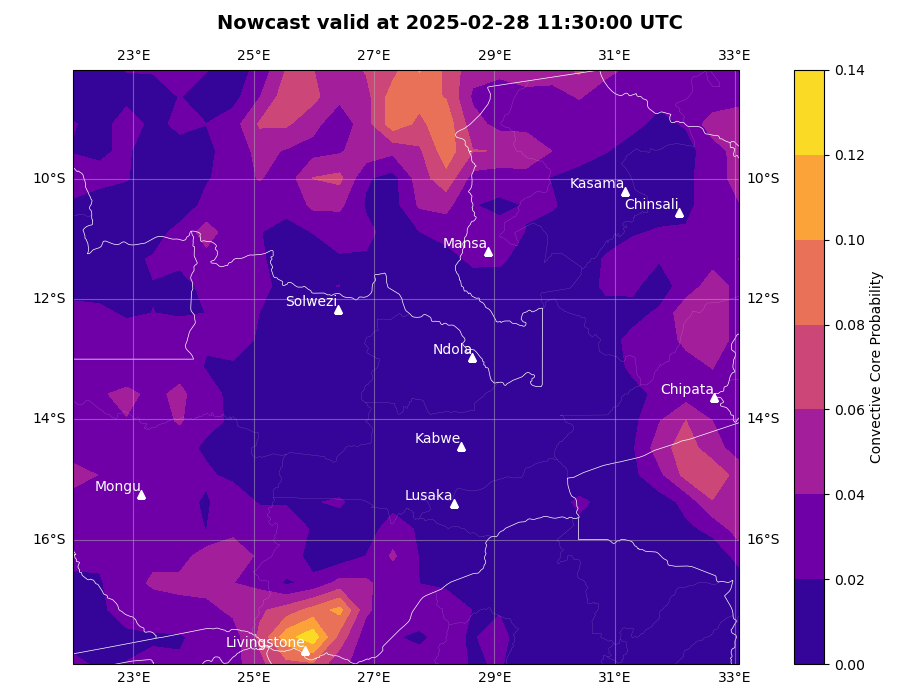 Nowcast valid at 2025-02-28 11:30:00 UTC
23°E 25°E 27°E 29°E 31°E 33°E
0.14
0.12
10°S Kasama 10°S
Chinsali
0.10
Mansa
12°S Solwezi 12°S
0.08
Ndola
Chipata
0.06
14°S 14°S
Kabwe
Mongu Lusaka
0.04
16°S 16°S
0.02
Livingstone
0.00
23°E 25°E 27°E 29°E 31°E 33°E
Convective Core Probability